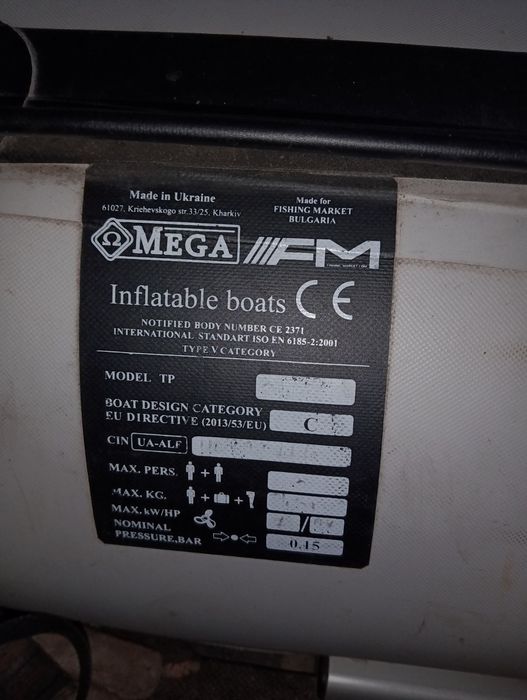 Made in Ukraine
61027, Krichevskogo str.33/25, Kharkiv
Made for
FISHING MARKET
BULGARIA
Ω MEGA
///FM
Inflatable boats CE
NOTIFIED BODY NUMBER CE 2371
INTERNATIONAL STANDART ISO EN 6185-2:2001
TYPE V CATEGORY
MODEL TP
BOAT DESIGN CATEGORY
EU DIRECTIVE (2013/53/EU) C
CIN UA-ALF
MAX. PERS. +
MAX. KG. + +
MAX. kW/HP /
NOMINAL
PRESSURE,BAR 0.15